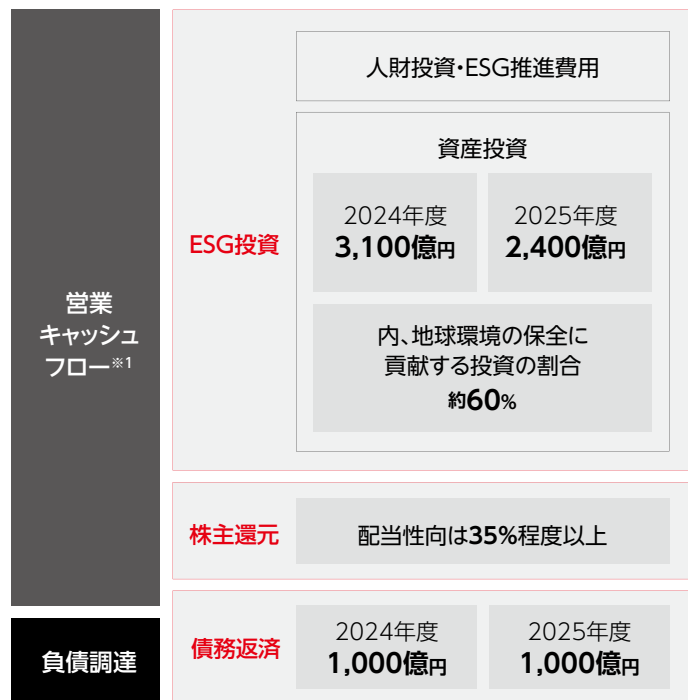 営業
キャッシュ
フロー※1
ESG投資
人財投資・ESG推進費用
資産投資
2024年度
3,100億円
2025年度
2,400億円
内、地球環境の保全に
貢献する投資の割合
約60%
株主還元
配当性向は35%程度以上
負債調達
債務返済
2024年度
1,000億円
2025年度
1,000億円